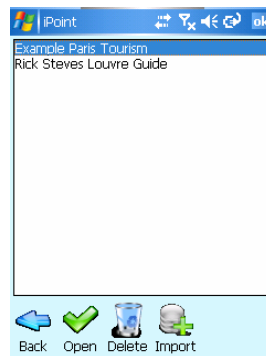 iPoint ok
Example Paris Tourism
Rick Steves Louvre Guide
Back Open Delete Import